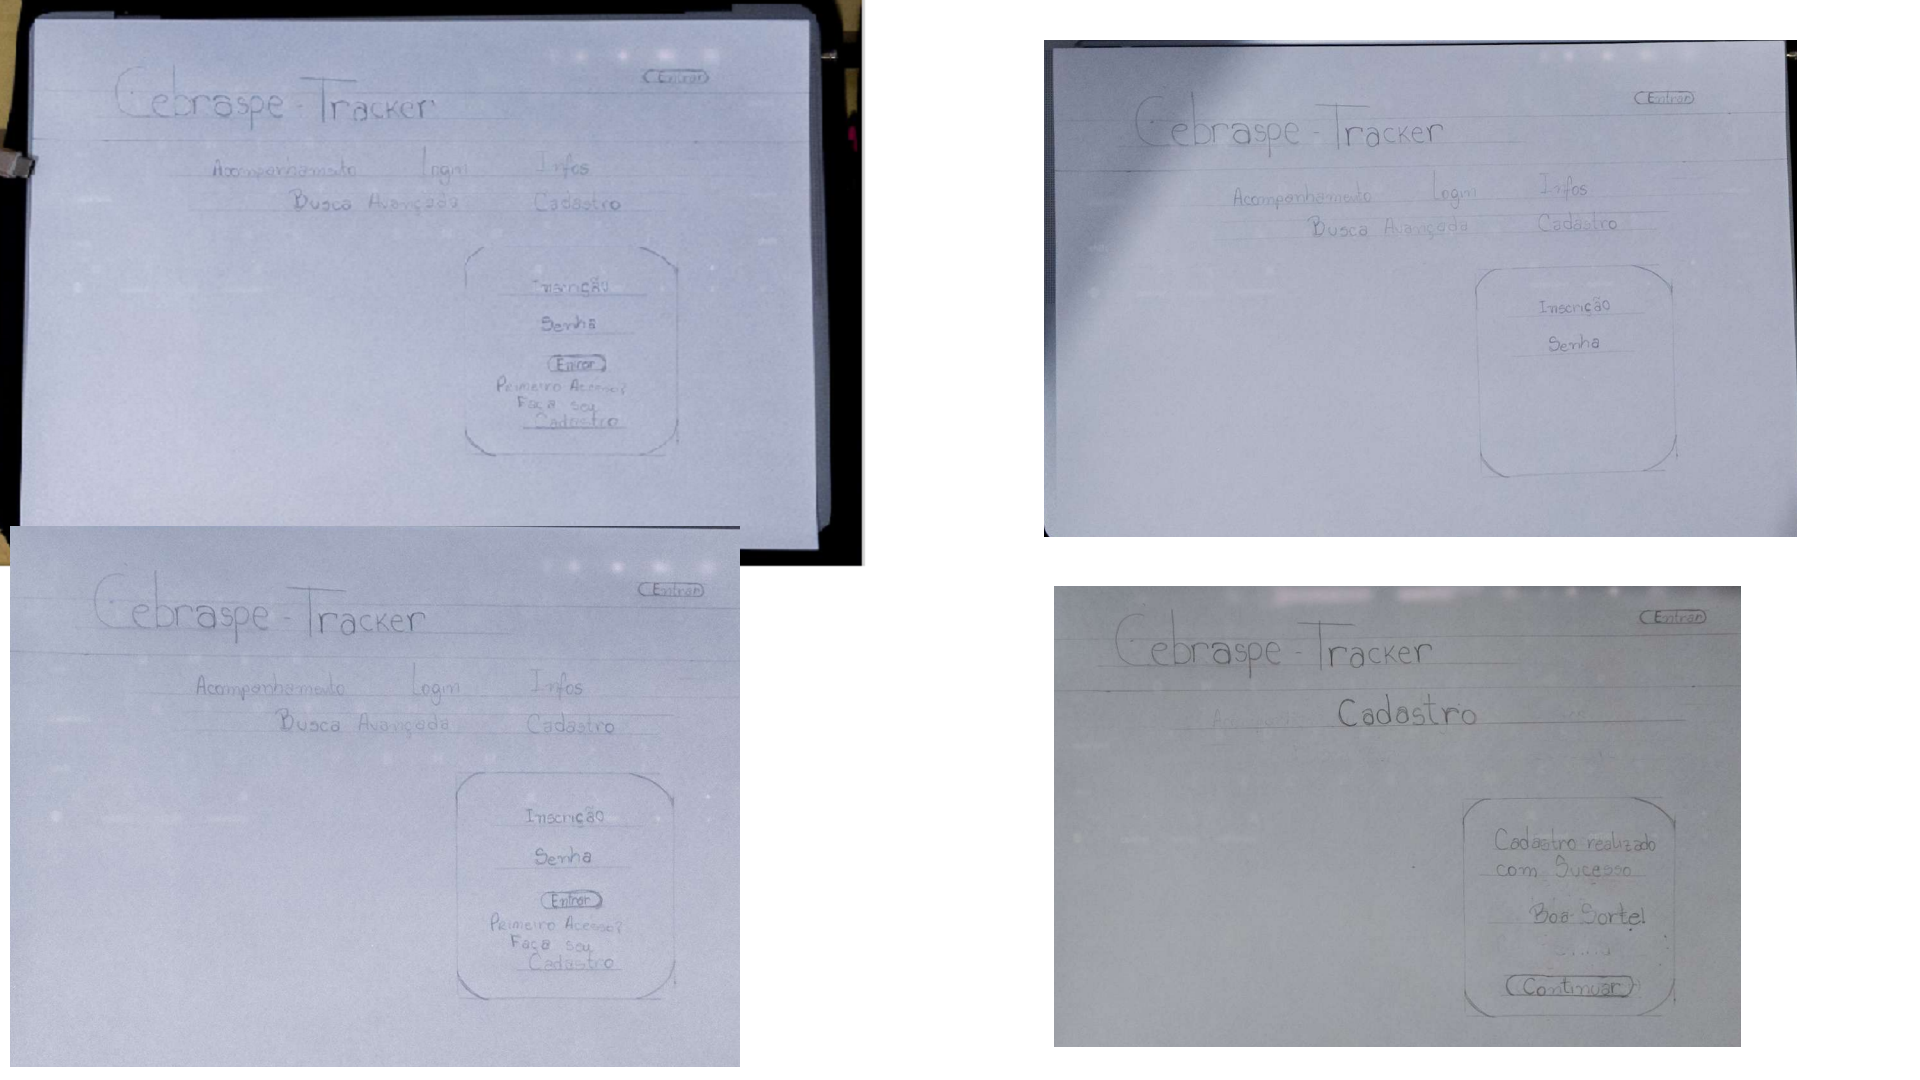 Cebraspe - Tracker
Entrar
Acompanhamento Login Infos
Busca Avançada Cadastro
Inscrição
Senha
Entrar
Primeiro Acesso?
Faça seu
Cadastro
Cebraspe - Tracker
Entrar
Acompanhamento Login Infos
Busca Avançada Cadastro
Inscrição
Senha
Cebraspe - Tracker
Entrar
Acompanhamento Login Infos
Busca Avançada Cadastro
Inscrição
Senha
Entrar
Primeiro Acesso?
Faça seu
Cadastro
Cebraspe - Tracker
Entrar
Cadastro
Cadastro realizado
com Sucesso
Boa Sorte!
Continuar